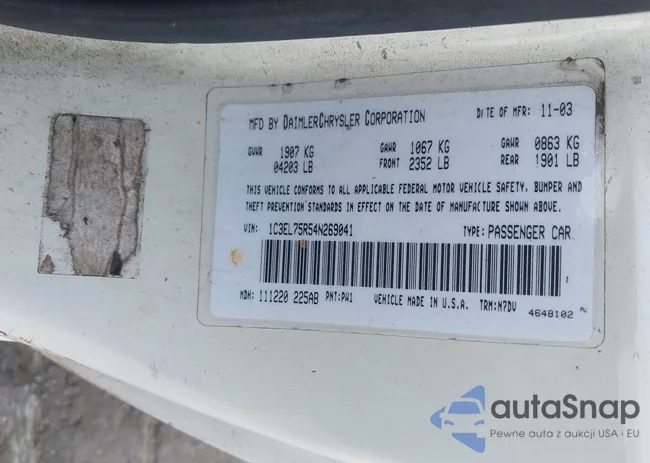 MFD BY DAIMLERCHRYSLER CORPORATION DATE OF MFR: 11-03
GVWR 1907 KG GAWR 1067 KG GAWR 0863 KG
04203 LB FRONT 2352 LB REAR 1901 LB
THIS VEHICLE CONFORMS TO ALL APPLICABLE FEDERAL MOTOR VEHICLE SAFETY, BUMPER AND
THEFT PREVENTION STANDARDS IN EFFECT ON THE DATE OF MANUFACTURE SHOWN ABOVE.
VIN: 1C3EL75R54N269041 TYPE: PASSENGER CAR
MDH: 111220 225AB PNT: PW1 VEHICLE MADE IN U.S.A. TRM: N7DV
4648102
autaSnap
Pewne auta z aukcji USA i EU